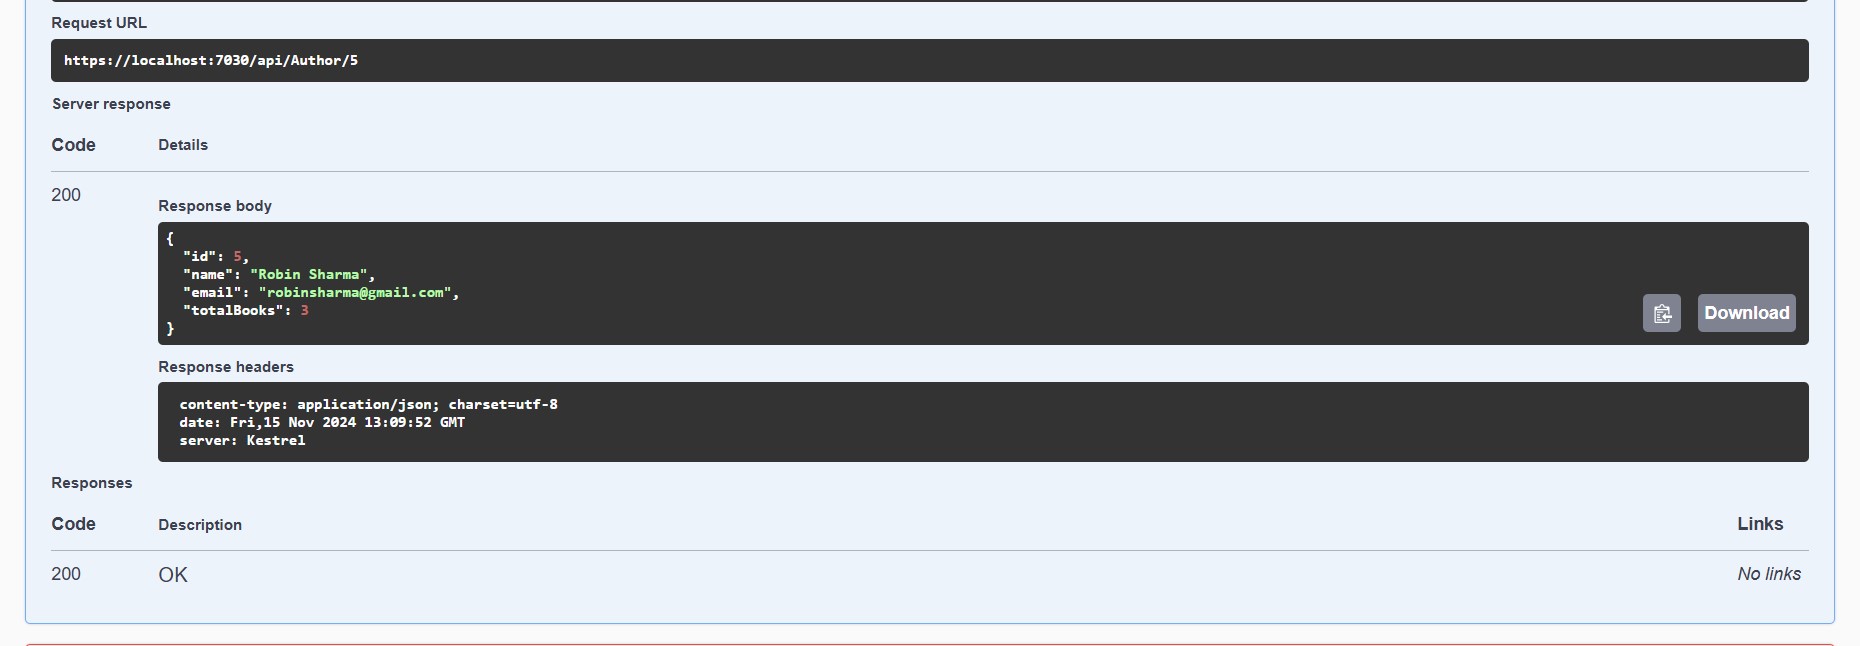 Request URL
https://localhost:7030/api/Author/5
Server response
Code Details
200
Response body
{
"id": 5,
"name": "Robin Sharma",
"email": "robinsharma@gmail.com",
"totalBooks": 3
}
Download
Response headers
content-type: application/json; charset=utf-8
date: Fri,15 Nov 2024 13:09:52 GMT
server: Kestrel
Responses
Code Description Links
200 OK No links